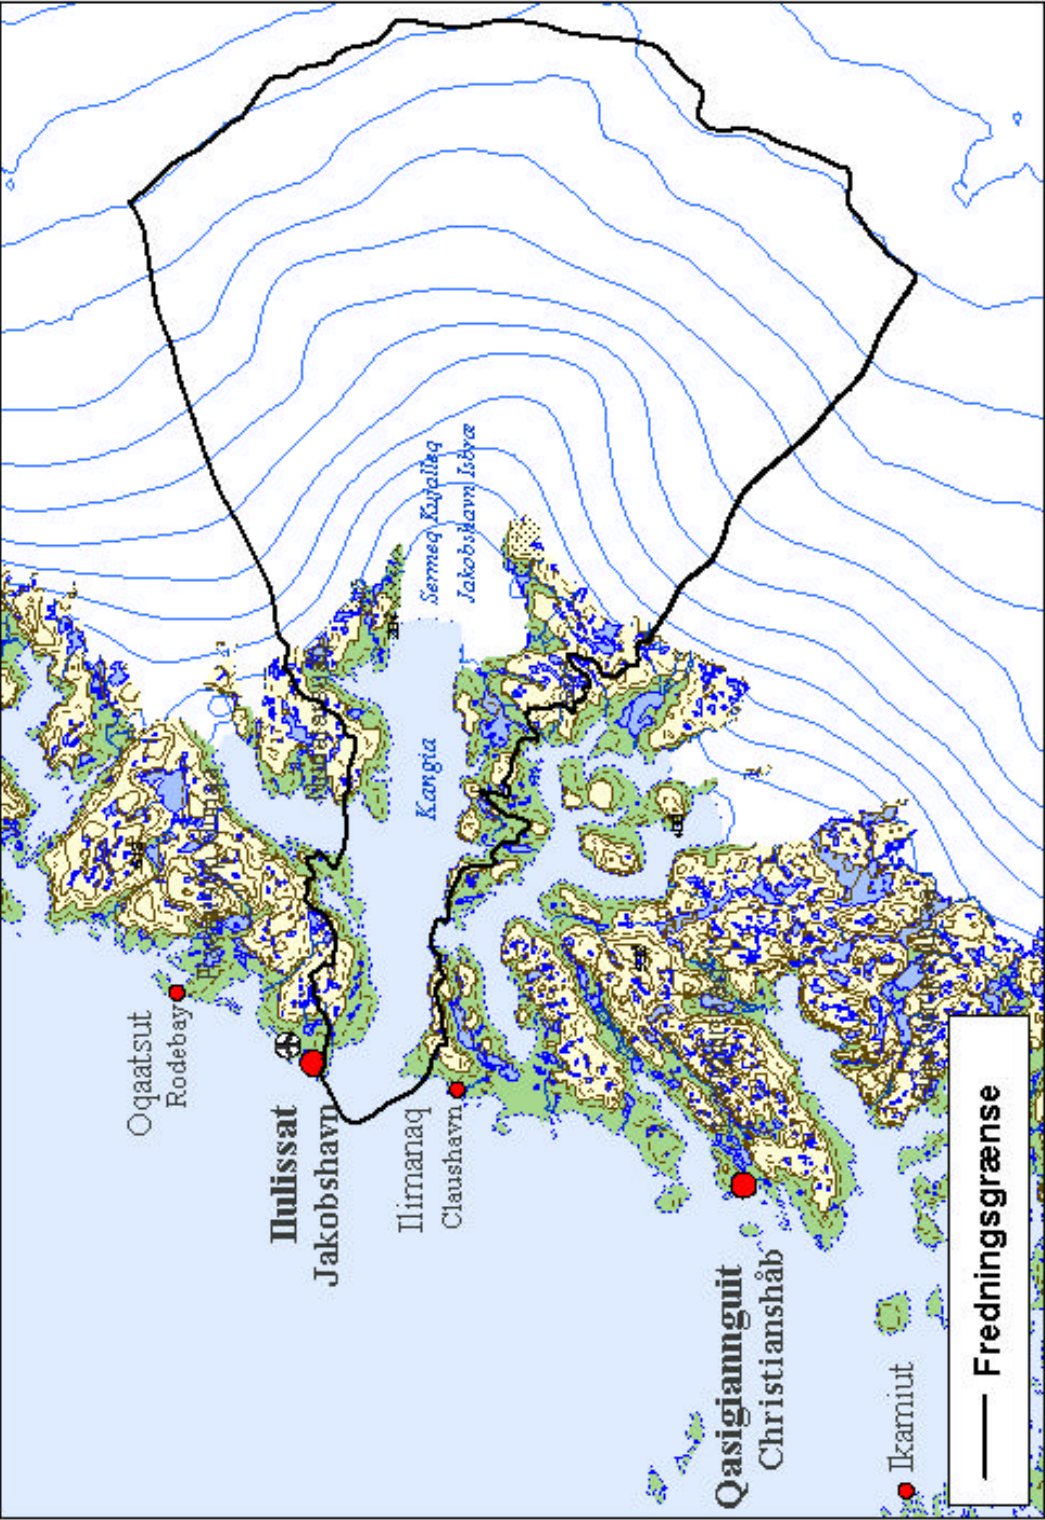 Oqaatsut
Rodebay
Ilulissat
Jakobshavn
Ilimanaq
Claushavn
Kangia
Sermeq Kujalleq
Jakobshavn Isbræ
Qasigiannguit
Christianshåb
Ikamiut
Fredningsgrænse